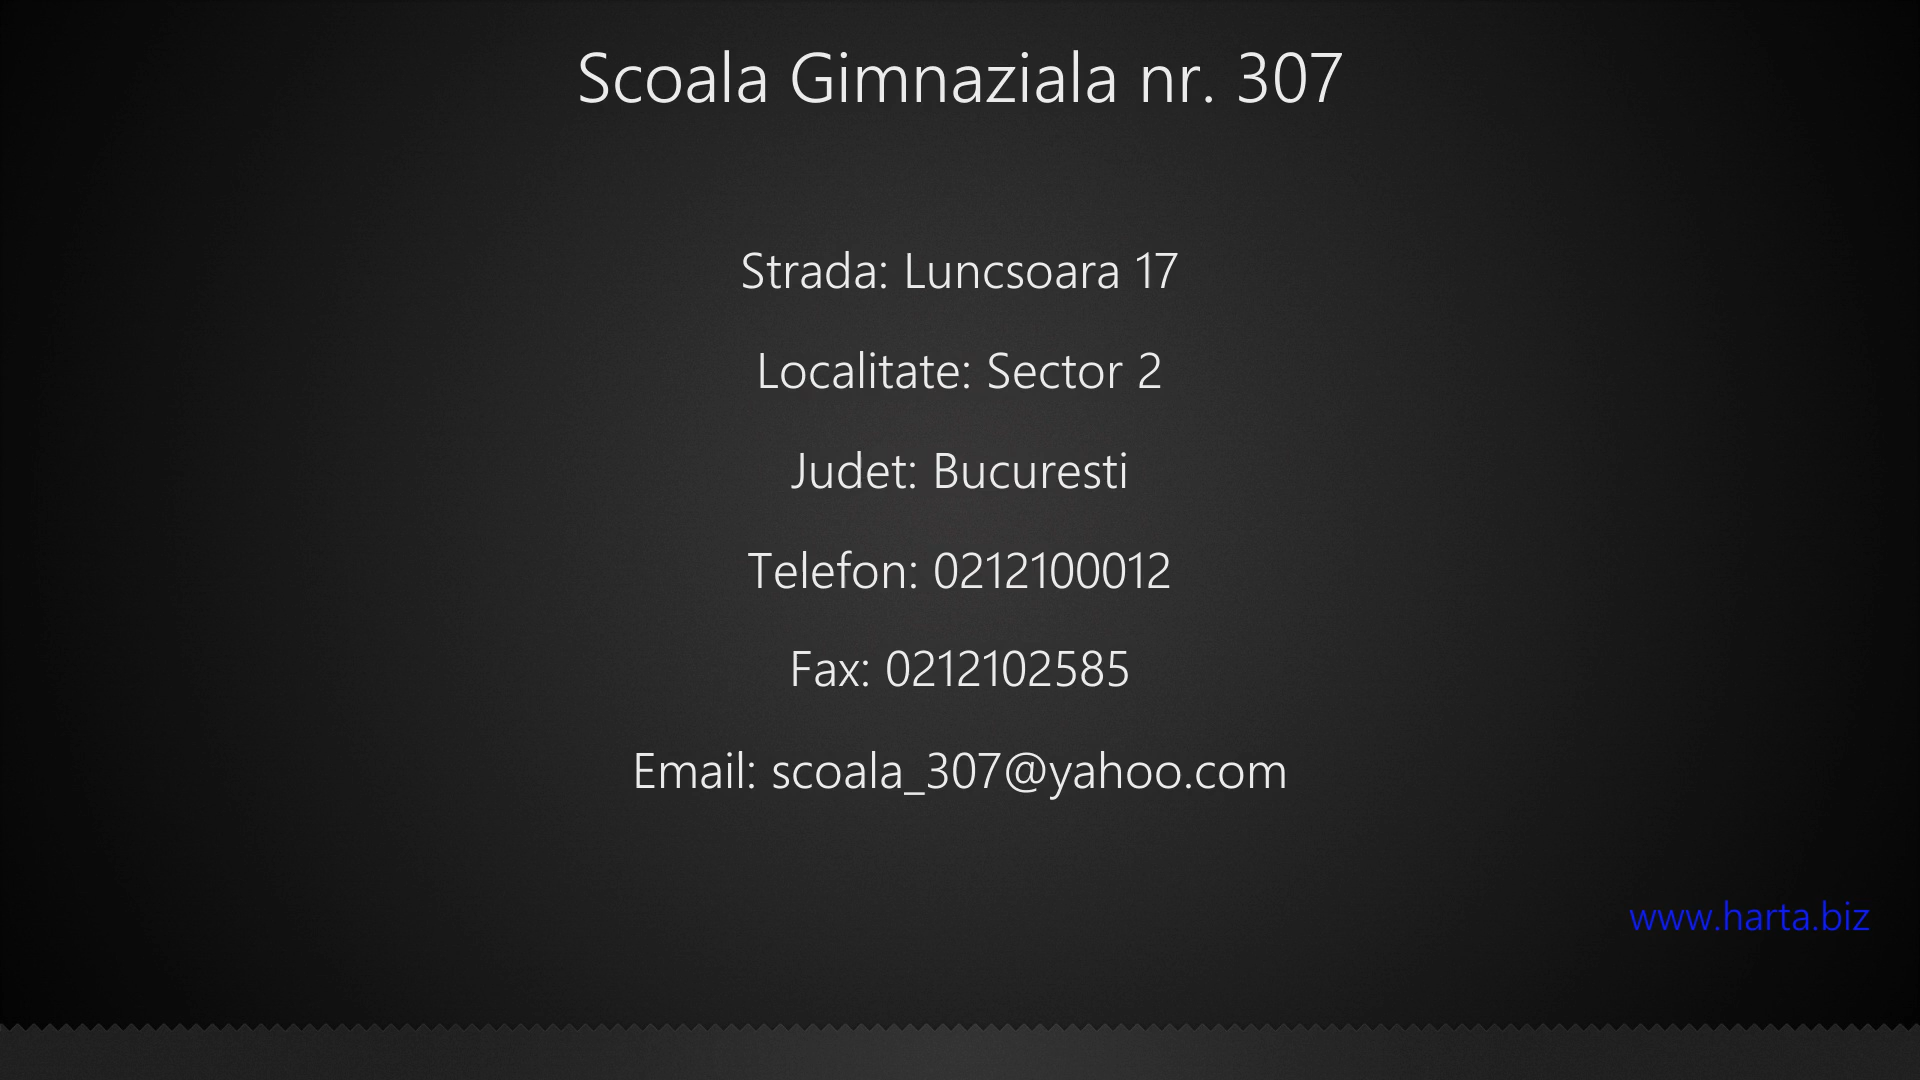 Scoala Gimnaziala nr. 307
Strada: Luncsoara 17
Localitate: Sector 2
Judet: Bucuresti
Telefon: 0212100012
Fax: 0212102585
Email: scoala_307@yahoo.com
www.harta.biz